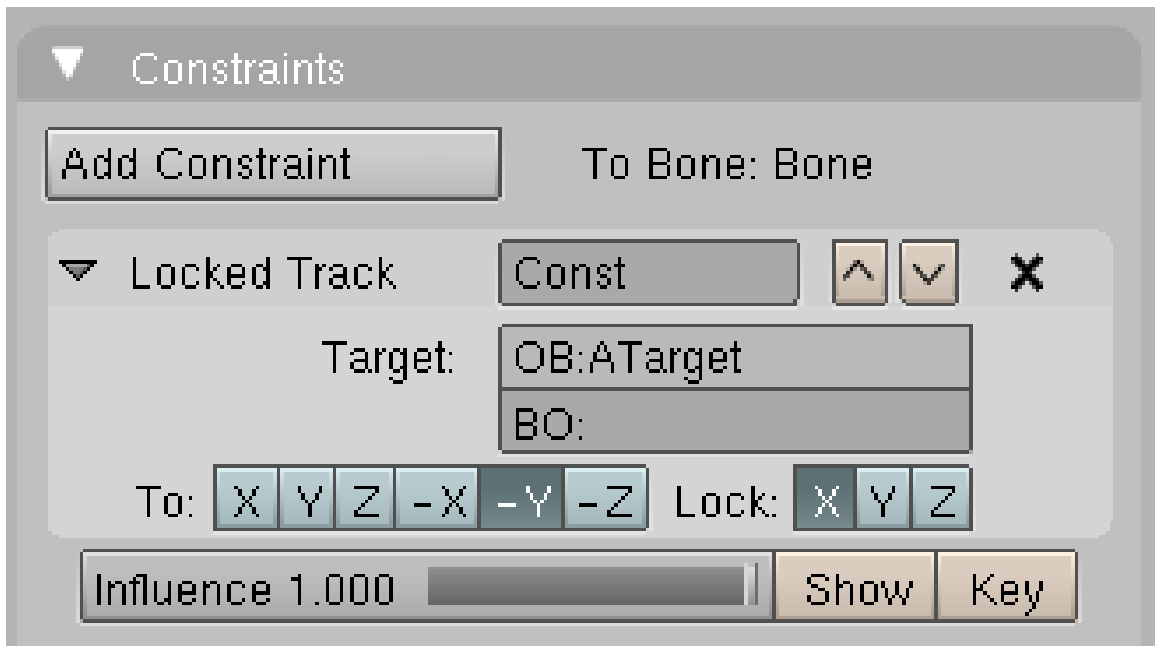 Constraints
Add Constraint To Bone: Bone
Locked Track Const X
Target: OB:ATarget
BO:
To: X Y Z -X -Y -Z Lock: X Y Z
Influence 1.000 Show Key